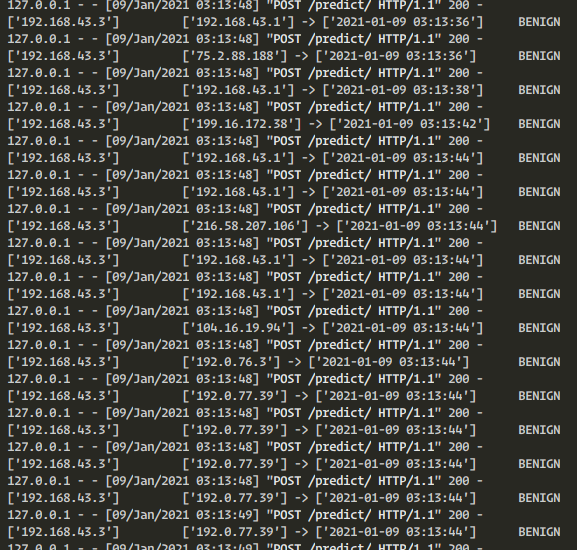 127.0.0.1 - - [09/Jan/2021 03:13:48] "POST /predict/ HTTP/1.1" 200 -
['192.168.43.3'] ['192.168.43.1'] -> ['2021-01-09 03:13:36'] BENIGN
127.0.0.1 - - [09/Jan/2021 03:13:48] "POST /predict/ HTTP/1.1" 200 -
['192.168.43.3'] ['75.2.88.188'] -> ['2021-01-09 03:13:36'] BENIGN
127.0.0.1 - - [09/Jan/2021 03:13:48] "POST /predict/ HTTP/1.1" 200 -
['192.168.43.3'] ['192.168.43.1'] -> ['2021-01-09 03:13:38'] BENIGN
127.0.0.1 - - [09/Jan/2021 03:13:48] "POST /predict/ HTTP/1.1" 200 -
['192.168.43.3'] ['199.16.172.38'] -> ['2021-01-09 03:13:42'] BENIGN
127.0.0.1 - - [09/Jan/2021 03:13:48] "POST /predict/ HTTP/1.1" 200 -
['192.168.43.3'] ['192.168.43.1'] -> ['2021-01-09 03:13:44'] BENIGN
127.0.0.1 - - [09/Jan/2021 03:13:48] "POST /predict/ HTTP/1.1" 200 -
['192.168.43.3'] ['192.168.43.1'] -> ['2021-01-09 03:13:44'] BENIGN
127.0.0.1 - - [09/Jan/2021 03:13:48] "POST /predict/ HTTP/1.1" 200 -
['192.168.43.3'] ['216.58.207.106'] -> ['2021-01-09 03:13:44'] BENIGN
127.0.0.1 - - [09/Jan/2021 03:13:48] "POST /predict/ HTTP/1.1" 200 -
['192.168.43.3'] ['192.168.43.1'] -> ['2021-01-09 03:13:44'] BENIGN
127.0.0.1 - - [09/Jan/2021 03:13:48] "POST /predict/ HTTP/1.1" 200 -
['192.168.43.3'] ['192.168.43.1'] -> ['2021-01-09 03:13:44'] BENIGN
127.0.0.1 - - [09/Jan/2021 03:13:48] "POST /predict/ HTTP/1.1" 200 -
['192.168.43.3'] ['104.16.19.94'] -> ['2021-01-09 03:13:44'] BENIGN
127.0.0.1 - - [09/Jan/2021 03:13:48] "POST /predict/ HTTP/1.1" 200 -
['192.168.43.3'] ['192.0.76.3'] -> ['2021-01-09 03:13:44'] BENIGN
127.0.0.1 - - [09/Jan/2021 03:13:48] "POST /predict/ HTTP/1.1" 200 -
['192.168.43.3'] ['192.0.77.39'] -> ['2021-01-09 03:13:44'] BENIGN
127.0.0.1 - - [09/Jan/2021 03:13:48] "POST /predict/ HTTP/1.1" 200 -
['192.168.43.3'] ['192.0.77.39'] -> ['2021-01-09 03:13:44'] BENIGN
127.0.0.1 - - [09/Jan/2021 03:13:48] "POST /predict/ HTTP/1.1" 200 -
['192.168.43.3'] ['192.0.77.39'] -> ['2021-01-09 03:13:44'] BENIGN
127.0.0.1 - - [09/Jan/2021 03:13:48] "POST /predict/ HTTP/1.1" 200 -
['192.168.43.3'] ['192.0.77.39'] -> ['2021-01-09 03:13:44'] BENIGN
127.0.0.1 - - [09/Jan/2021 03:13:49] "POST /predict/ HTTP/1.1" 200 -
['192.168.43.3'] ['192.0.77.39'] -> ['2021-01-09 03:13:44'] BENIGN
127.0.0.1 - - [09/Jan/2021 03:13:49] "POST /predict/ HTTP/1.1" 200 -